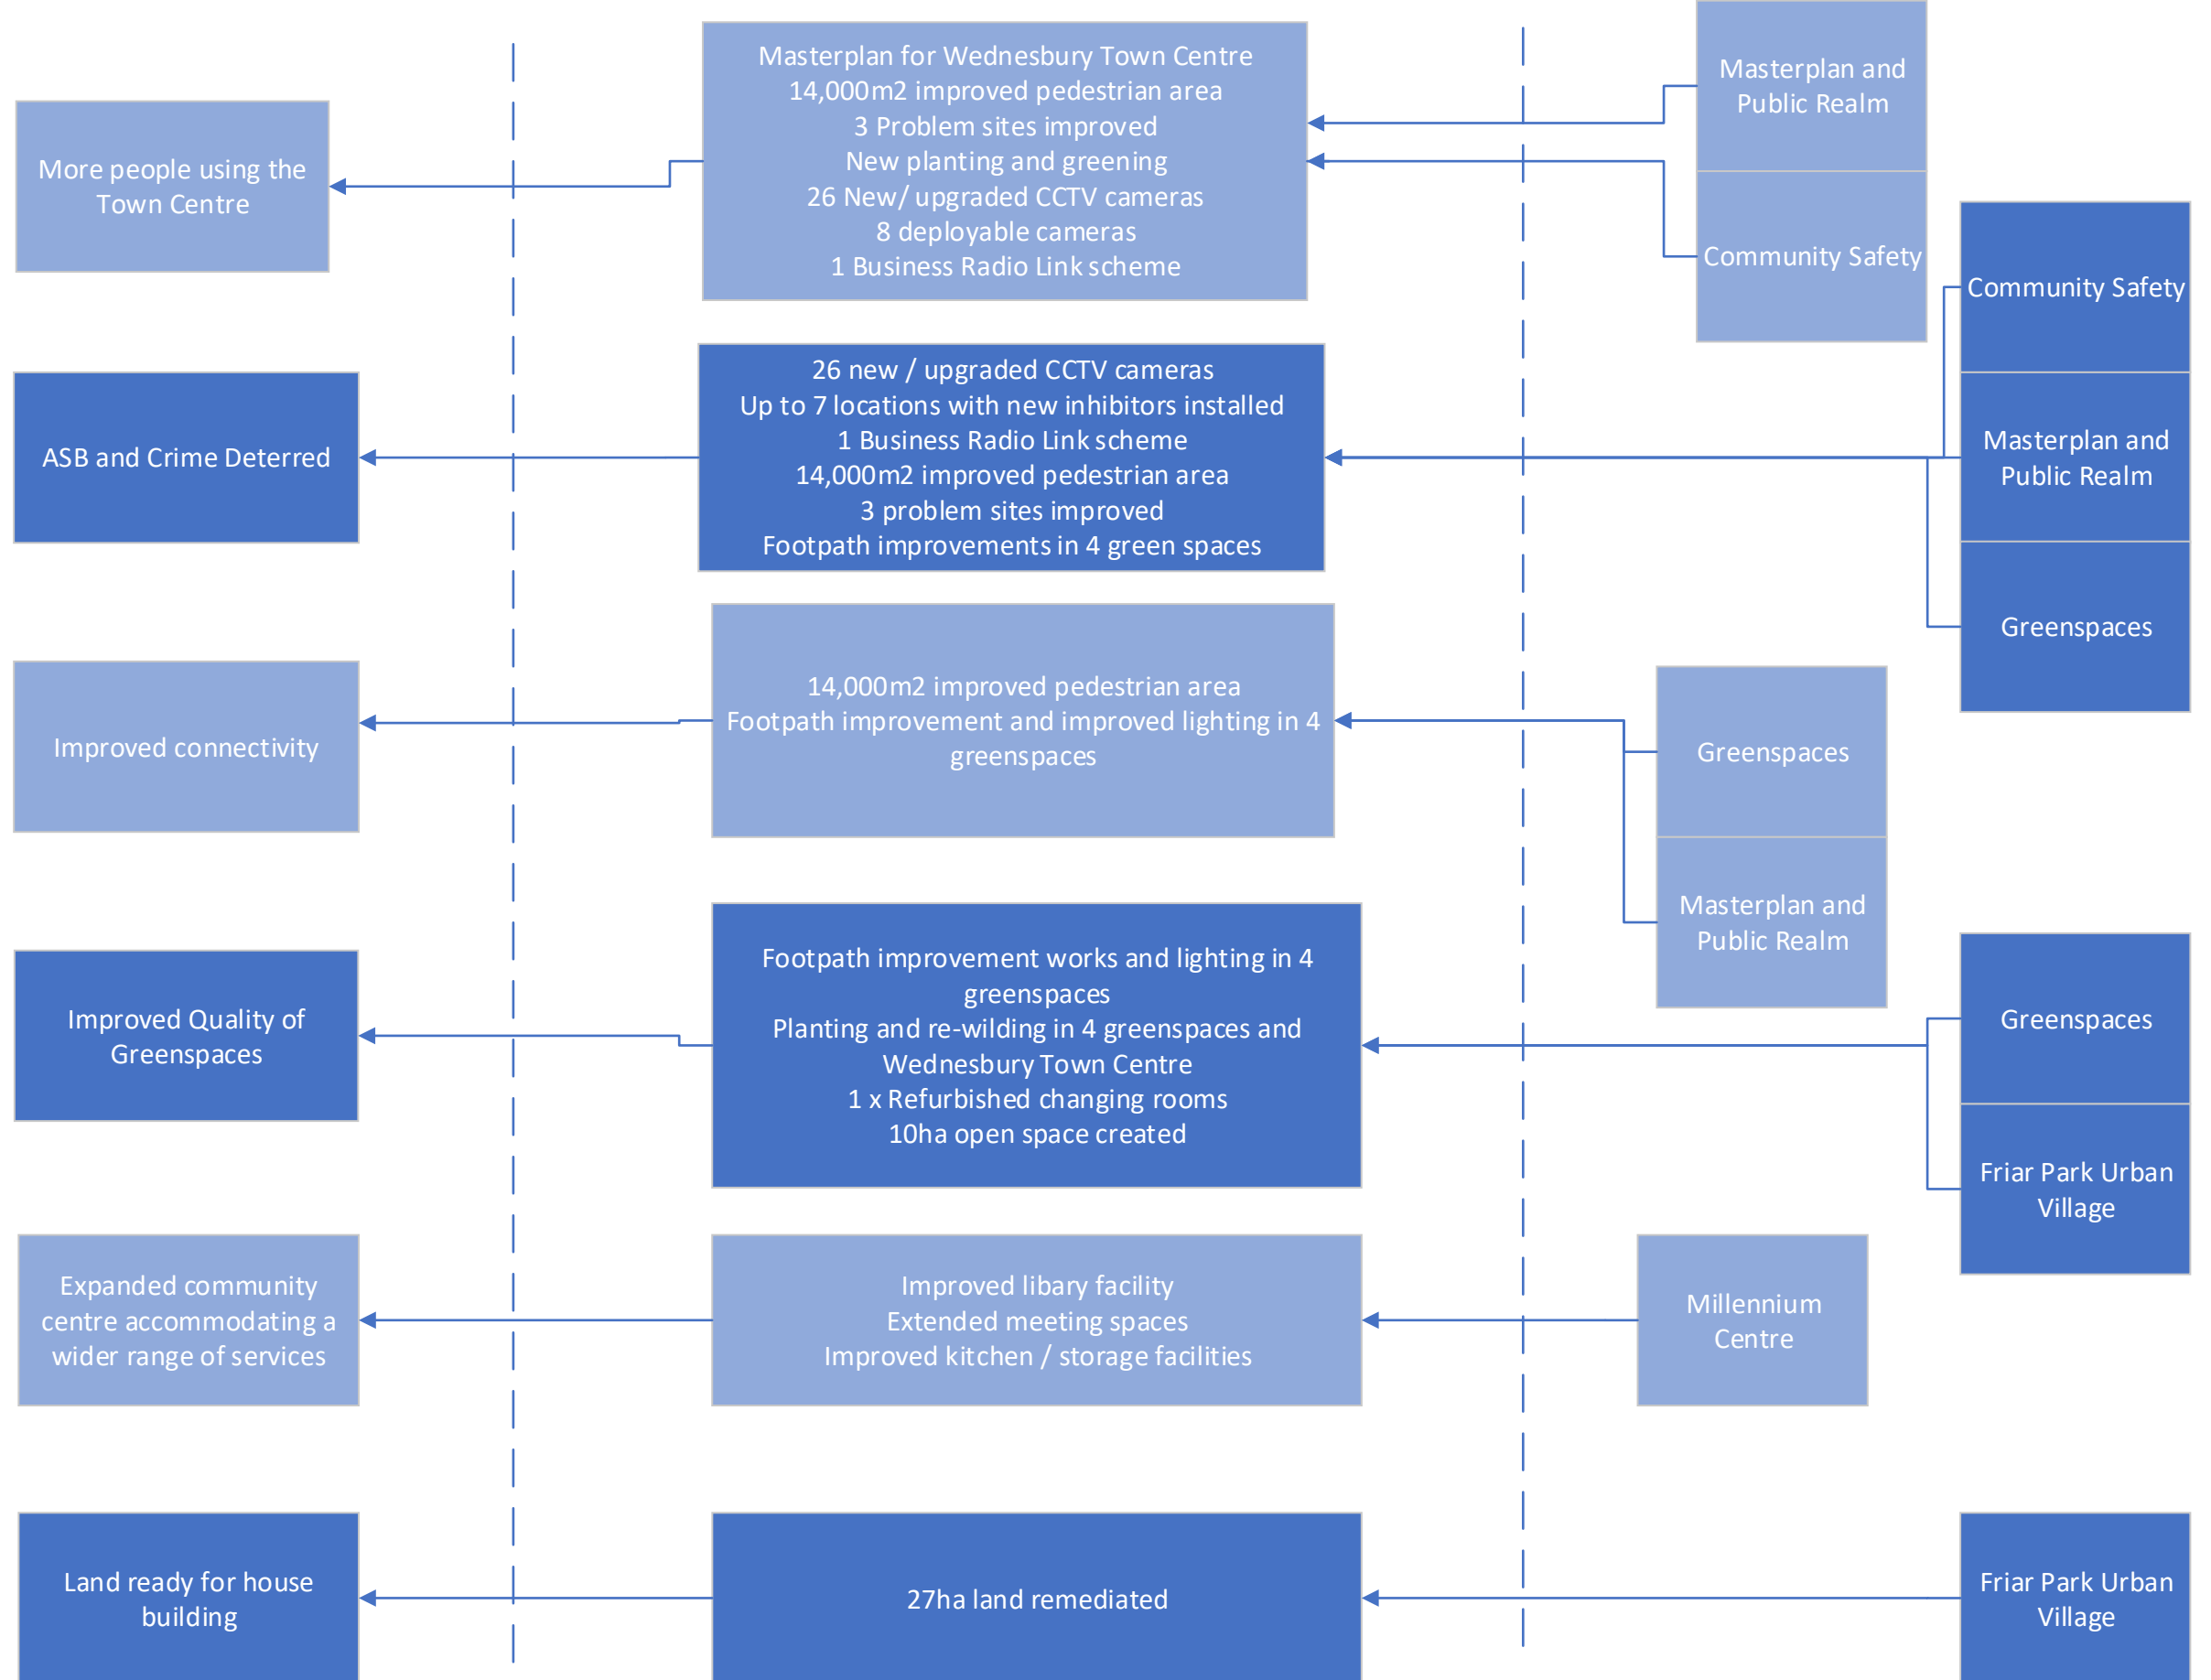 More people using the
Town Centre
Masterplan for Wednesbury Town Centre
14,000m2 improved pedestrian area
3 Problem sites improved
New planting and greening
26 New/ upgraded CCTV cameras
8 deployable cameras
1 Business Radio Link scheme
Masterplan and
Public Realm
Community Safety
ASB and Crime Deterred
26 new / upgraded CCTV cameras
Up to 7 locations with new inhibitors installed
1 Business Radio Link scheme
14,000m2 improved pedestrian area
3 problem sites improved
Footpath improvements in 4 green spaces
Community Safety
Masterplan and
Public Realm
Greenspaces
Improved connectivity
14,000m2 improved pedestrian area
Footpath improvement and improved lighting in 4
greenspaces
Greenspaces
Masterplan and
Public Realm
Improved Quality of
Greenspaces
Footpath improvement works and lighting in 4
greenspaces
Planting and re-wilding in 4 greenspaces and
Wednesbury Town Centre
1 x Refurbished changing rooms
10ha open space created
Greenspaces
Friar Park Urban
Village
Expanded community
centre accommodating a
wider range of services
Improved libary facility
Extended meeting spaces
Improved kitchen / storage facilities
Millennium
Centre
Land ready for house
building
27ha land remediated
Friar Park Urban
Village